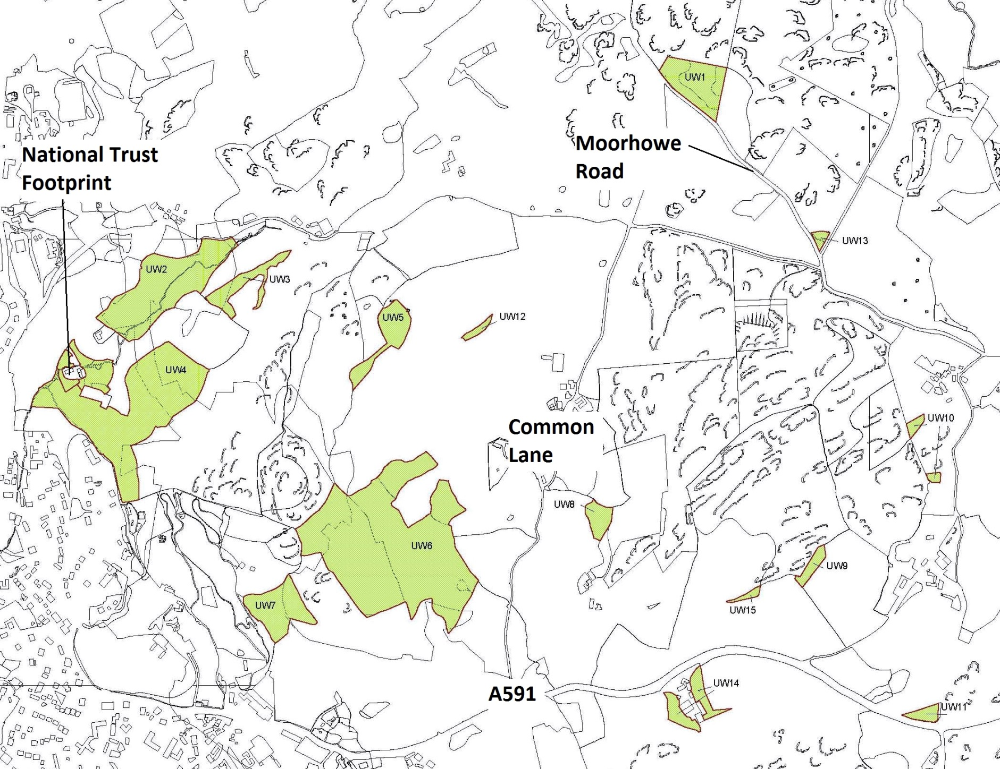 UW1
National Trust
Footprint
Moorhowe
Road
UW13
UW2
UW3
UW5
UW12
UW4
UW10
Common
Lane
UW8
UW6
UW9
UW7
UW15
A591
UW14
UW11